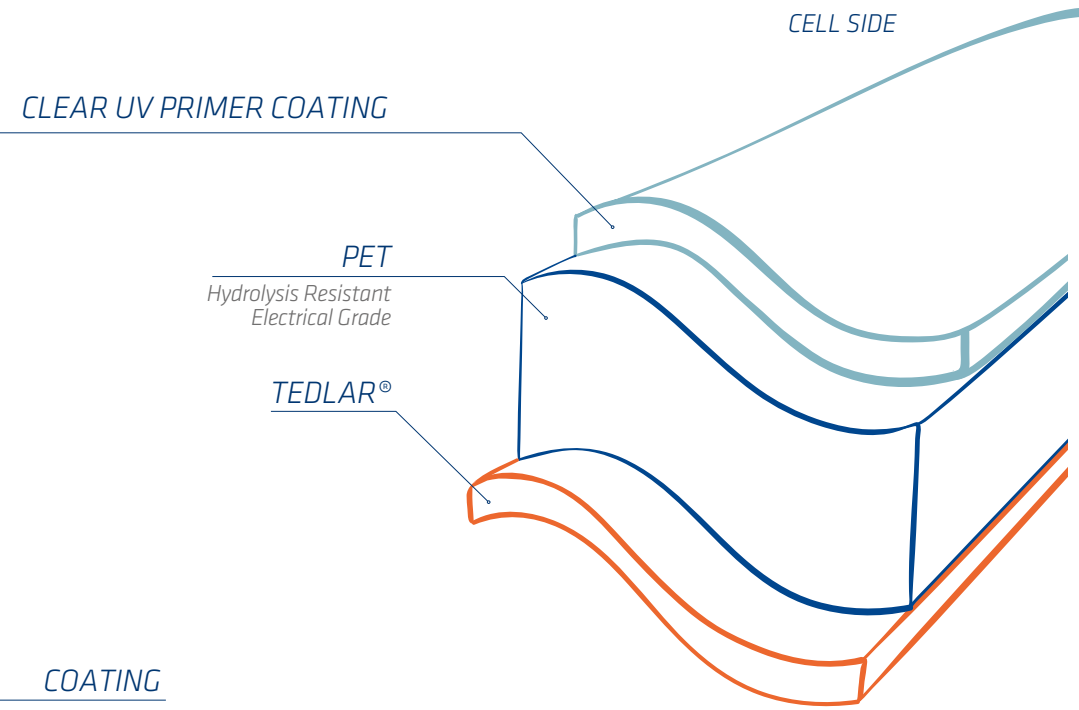 CELL SIDE
CLEAR UV PRIMER COATING
PET
Hydrolysis Resistant
Electrical Grade
TEDLAR®
COATING